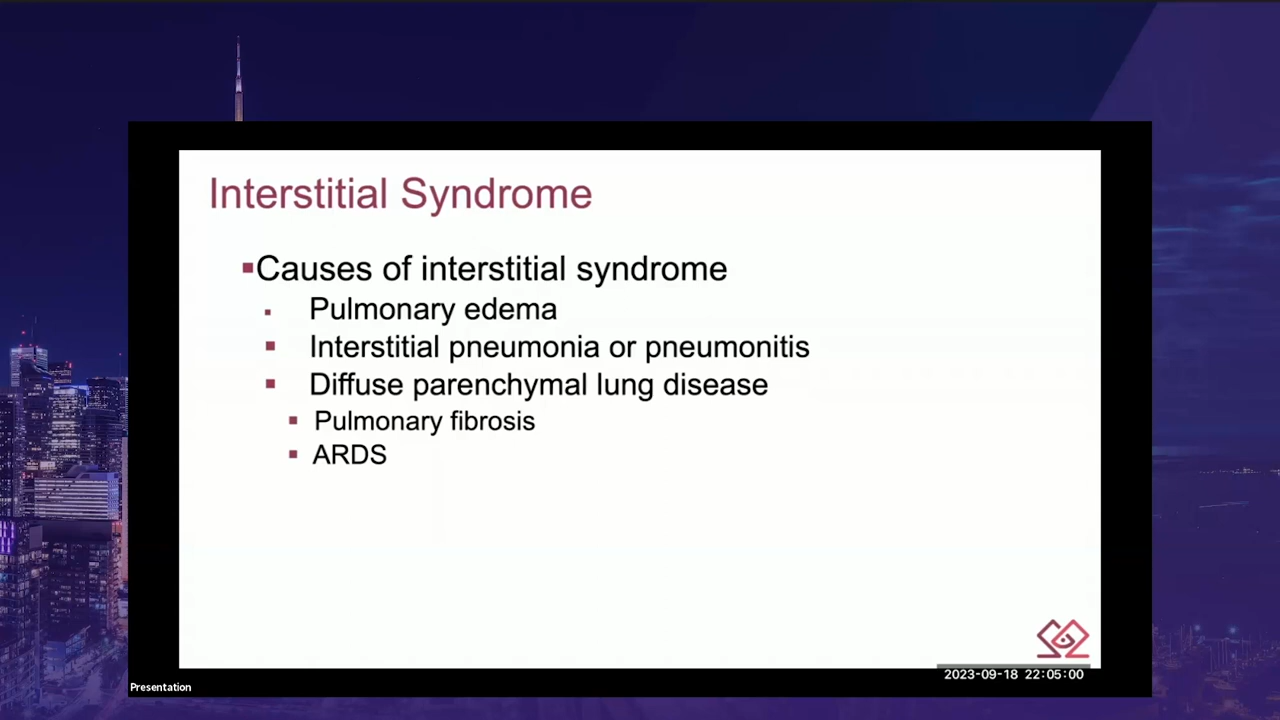 Interstitial Syndrome
Causes of interstitial syndrome
Pulmonary edema
Interstitial pneumonia or pneumonitis
Diffuse parenchymal lung disease
Pulmonary fibrosis
ARDS
2023-09-18 22:05:00
Presentation